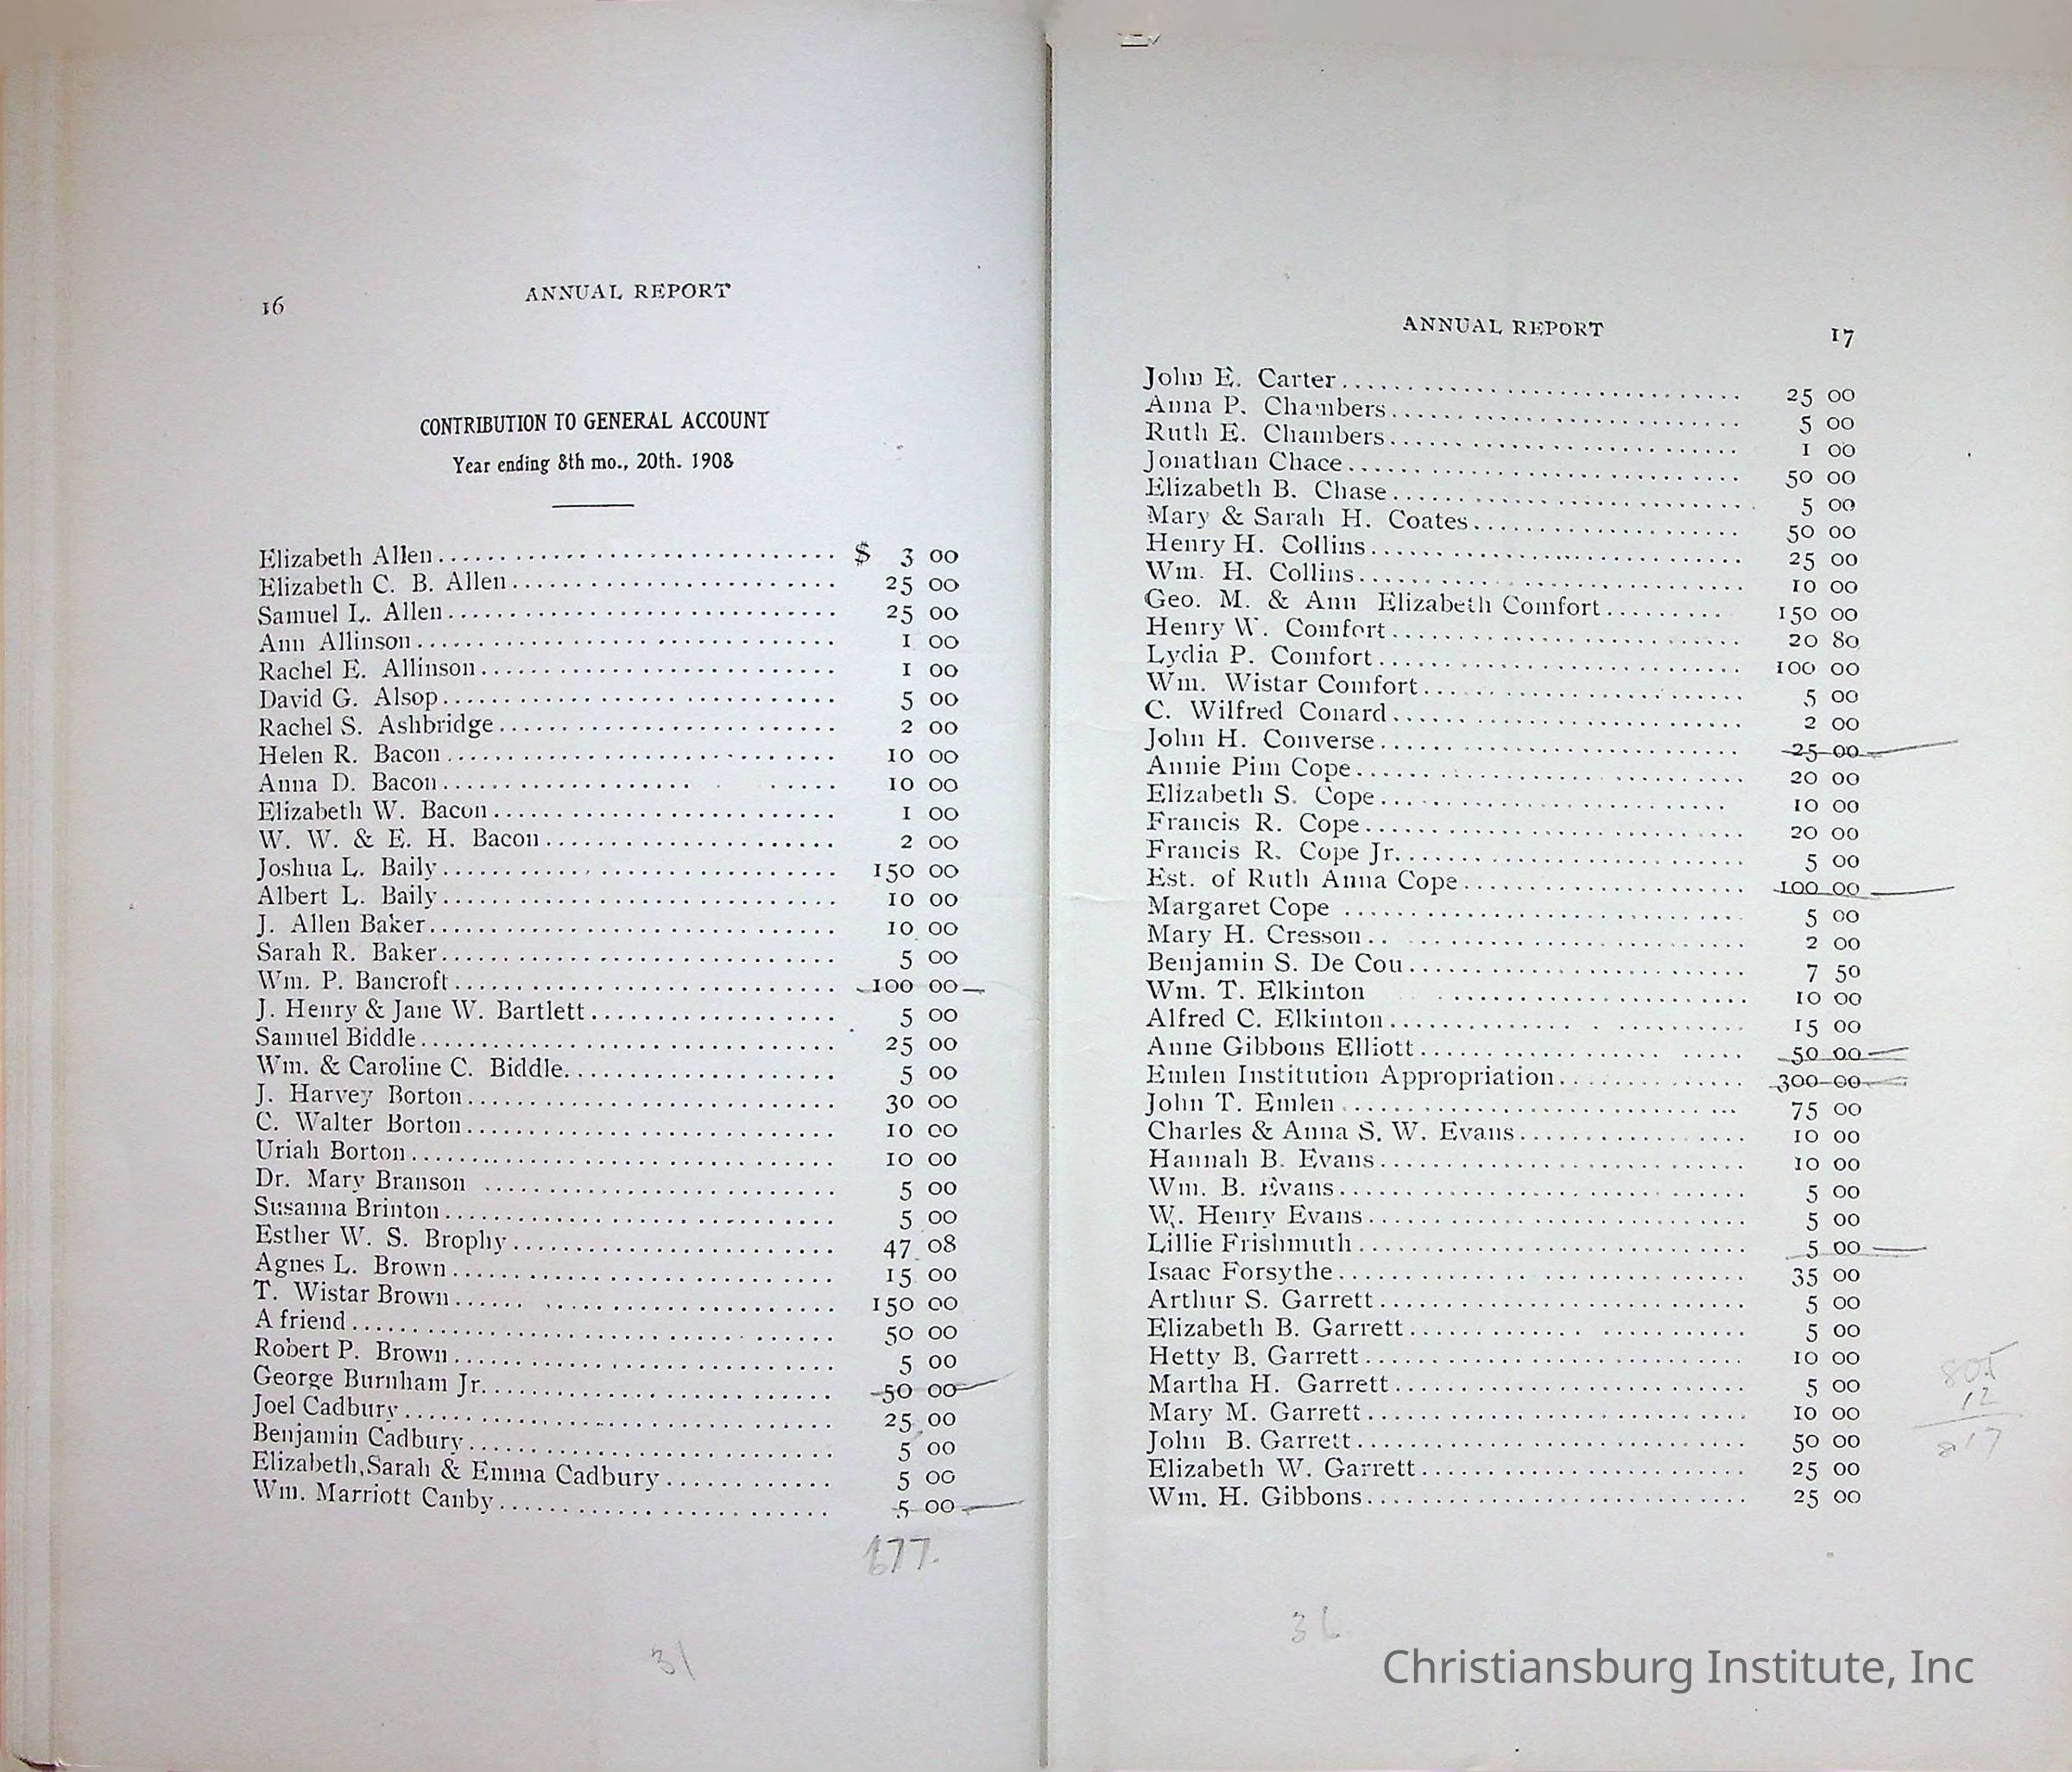 16
ANNUAL REPORT
CONTRIBUTION TO GENERAL ACCOUNT
Year ending 8th mo., 20th. 1908
Elizabeth Allen.............................. $ 3 00
Elizabeth C. B. Allen......................... 25 00
Samuel L. Allen.............................. 25 00
Ann Allinson................................ 1 00
Rachel E. Allinson........................... 1 00
David G. Alsop.............................. 5 00
Rachel S. Ashbridge.......................... 2 00
Helen R. Bacon.............................. 10 00
Anna D. Bacon.................... ..... 10 00
Elizabeth W. Bacon........................... 1 00
W. W. & E. H. Bacon....................... 2 00
Joshua L. Baily.............................. 150 00
Albert L. Baily.............................. 10 00
J. Allen Baker............................... 10 00
Sarah R. Baker.............................. 5 00
Wm. P. Bancroft............................. 100 00
J. Henry & Jane W. Bartlett................... 5 00
Samuel Biddle................................ 25 00
Wm. & Caroline C. Biddle..................... 5 00
J. Harvey Borton............................. 30 00
C. Walter Borton............................. 10 00
Uriah Borton................................ 10 00
Dr. Mary Branson ........................... 5 00
Susanna Brinton.............................. 5 00
Esther W. S. Brophy......................... 47 08
Agnes L. Brown.............................. 15 00
T. Wistar Brown...... ...................... 150 00
A friend..................................... 50 00
Robert P. Brown............................. 5 00
George Burnham Jr........................... 50 00
Joel Cadbury................................. 25 00
Benjamin Cadbury............................ 5 00
Elizabeth, Sarah & Emma Cadbury............. 5 00
Wm. Marriott Canby.......................... 5 00
677.
31
ANNUAL REPORT
17
John E. Carter............................... 25 00
Anna P. Chambers........................... 5 00
Ruth E. Chambers........................... 1 00
Jonathan Chace.............................. 50 00
Elizabeth B. Chase........................... 5 00
Mary & Sarah H. Coates..................... 50 00
Henry H. Collins............................. 25 00
Wm. H. Collins............................. 10 00
Geo. M. & Ann Elizabeth Comfort......... 150 00
Henry W. Comfort........................... 20 80
Lydia P. Comfort............................ 100 00
Wm. Wistar Comfort......................... 5 00
C. Wilfred Conard........................... 2 00
John H. Converse............................ 25 00
Annie Pim Cope............................. 20 00
Elizabeth S. Cope........................... 10 00
Francis R. Cope............................. 20 00
Francis R. Cope Jr........................... 5 00
Est. of Ruth Anna Cope...................... 100 00
Margaret Cope .............................. 5 00
Mary H. Cresson.. .......................... 2 00
Benjamin S. De Cou.......................... 7 50
Wm. T. Elkinton ....................... 10 00
Alfred C. Elkinton............... . ........... 15 00
Anne Gibbons Elliott................... ..... 50 00
Emlen Institution Appropriation............... 300 00
John T. Emlen............................... 75 00
Charles & Anna S. W. Evans.................. 10 00
Hannah B. Evans............................ 10 00
Wm. B. Evans............................... 5 00
W. Henry Evans............................. 5 00
Lillie Frishmuth.............................. 5 00
Isaac Forsythe................................ 35 00
Arthur S. Garrett............................. 5 00
Elizabeth B. Garrett............... ........... 5 00
Hetty B. Garrett............................. 10 00
Martha H. Garrett........................... 5 00
Mary M. Garrett............................. 10 00
John B. Garrett.............................. 50 00
Elizabeth W. Garrett......................... 25 00
Wm. H. Gibbons............................. 25 00
805
12
817
36
Christiansburg Institute, Inc